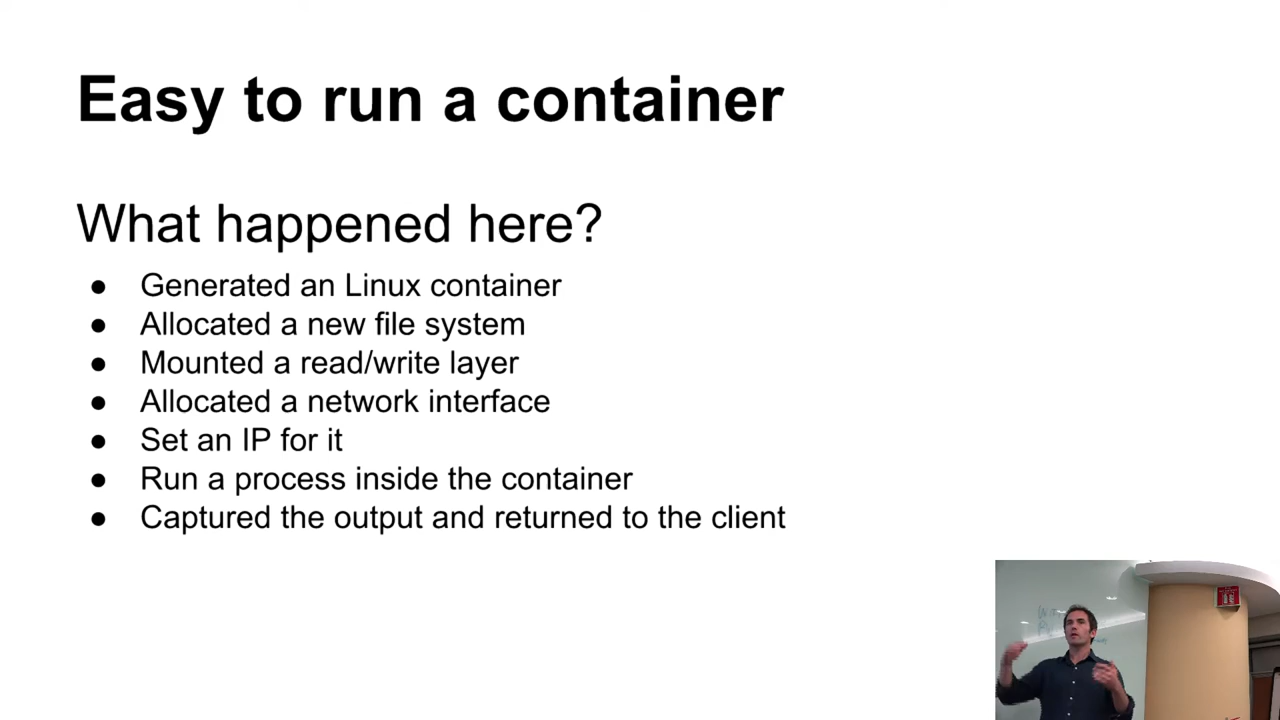 Easy to run a container
What happened here?
● Generated an Linux container
● Allocated a new file system
● Mounted a read/write layer
● Allocated a network interface
● Set an IP for it
● Run a process inside the container
● Captured the output and returned to the client